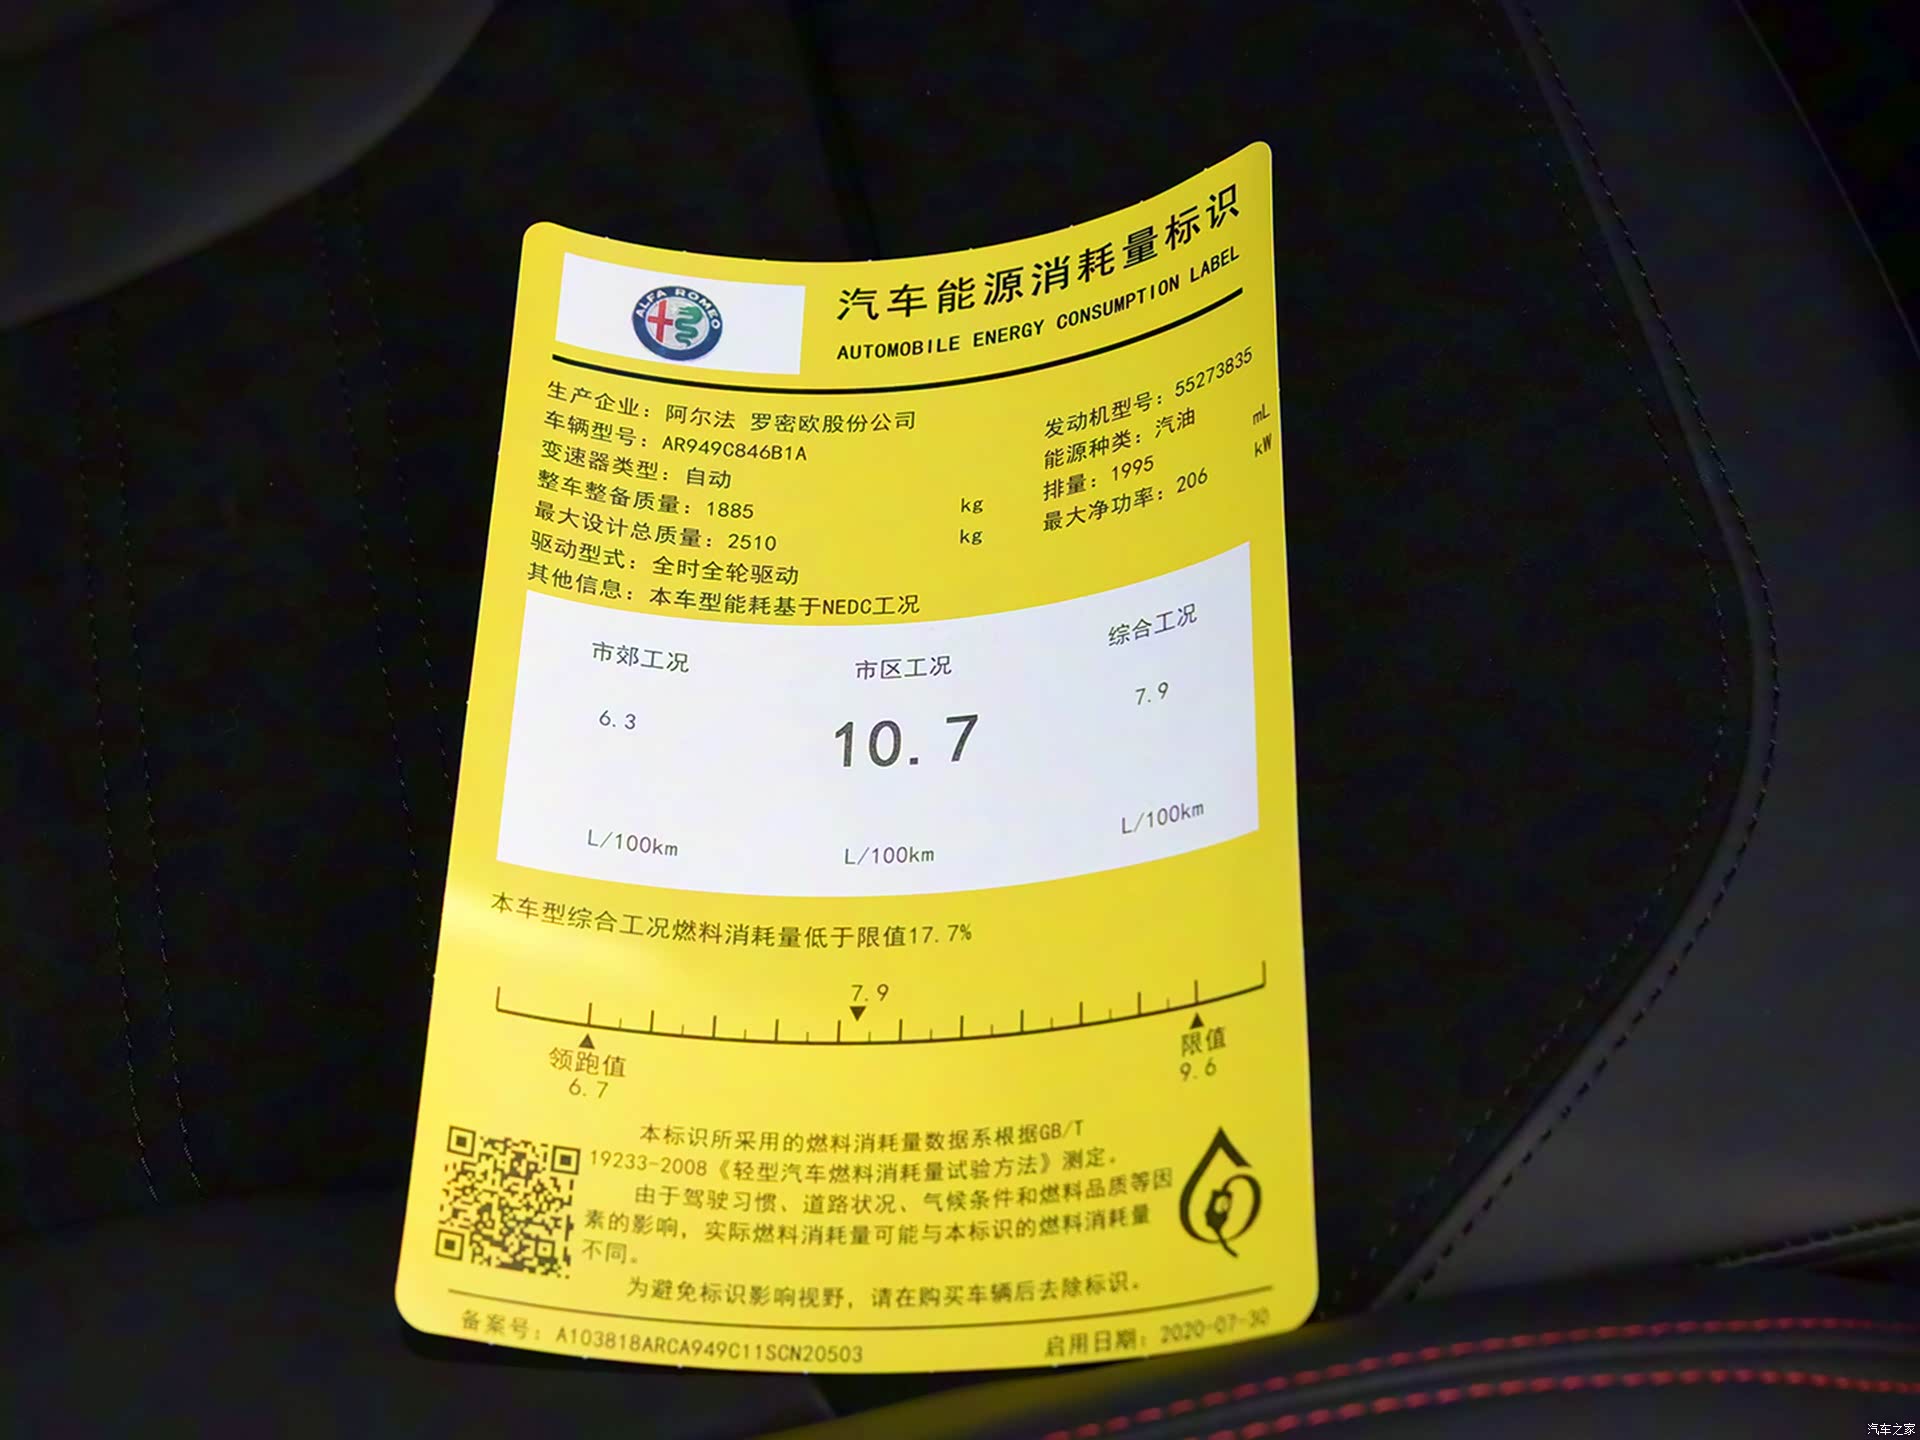 ALFA ROMEO
汽车能源消耗量标识
AUTOMOBILE ENERGY CONSUMPTION LABEL
生产企业：阿尔法 罗密欧股份公司
车辆型号：AR949C846B1A
变速器类型：自动
整车整备质量：1885 kg
最大设计总质量：2510 kg
驱动型式：全时全轮驱动
其他信息：本车型能耗基于NEDC工况
发动机型号：55273835
能源种类：汽油
排量：1995 mL
最大净功率：206 kW
市郊工况 市区工况 综合工况
6.3 10.7 7.9
L/100km L/100km L/100km
本车型综合工况燃料消耗量低于限值17.7%
7.9
领跑值 限值
6.7 9.6
本标识所采用的燃料消耗量数据系根据GB/T
19233-2008《轻型汽车燃料消耗量试验方法》测定。
由于驾驶习惯、道路状况、气候条件和燃料品质等因
素的影响，实际燃料消耗量可能与本标识的燃料消耗量
不同。
为避免标识影响视野，请在购买车辆后去除标识。
备案号：A103818ARCA949C11SCN20503 启用日期：2020-07-30
汽车之家